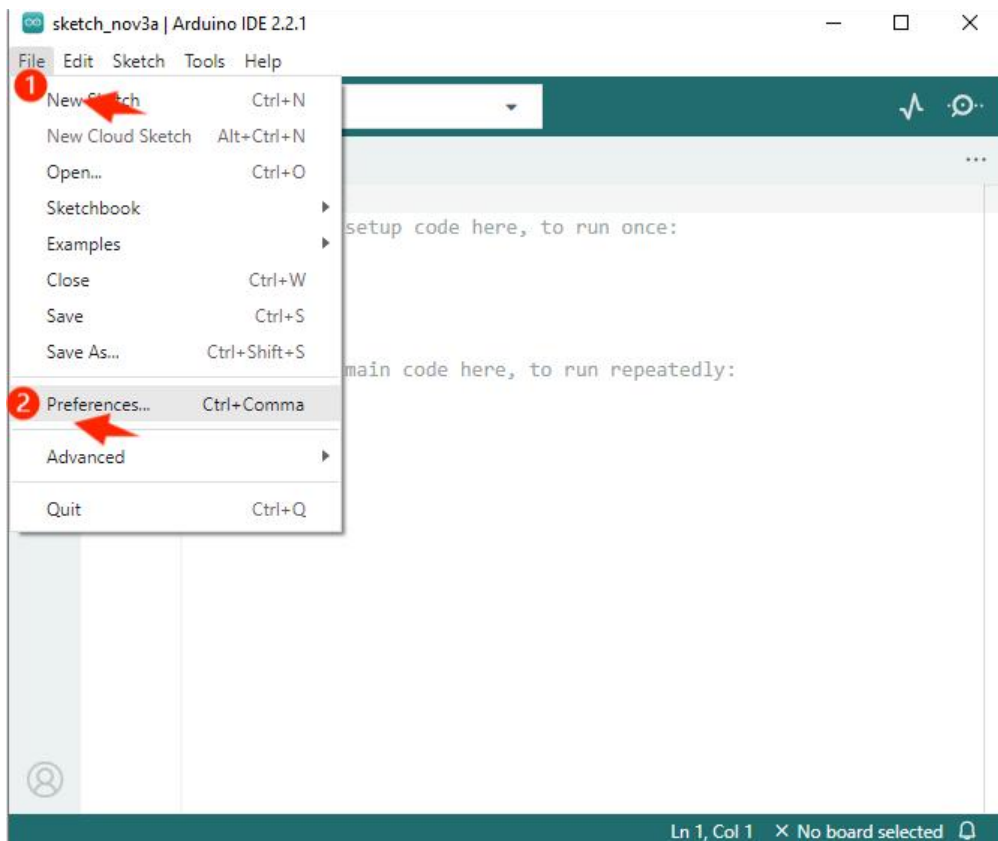 sketch_nov3a | Arduino IDE 2.2.1
File Edit Sketch Tools Help
1
New Sketch Ctrl+N
New Cloud Sketch Alt+Ctrl+N
Open... Ctrl+O
Sketchbook
setup code here, to run once:
Examples
Close Ctrl+W
Save Ctrl+S
Save As... Ctrl+Shift+S
main code here, to run repeatedly:
2 Preferences... Ctrl+Comma
Advanced
Quit Ctrl+Q
Ln 1, Col 1 × No board selected